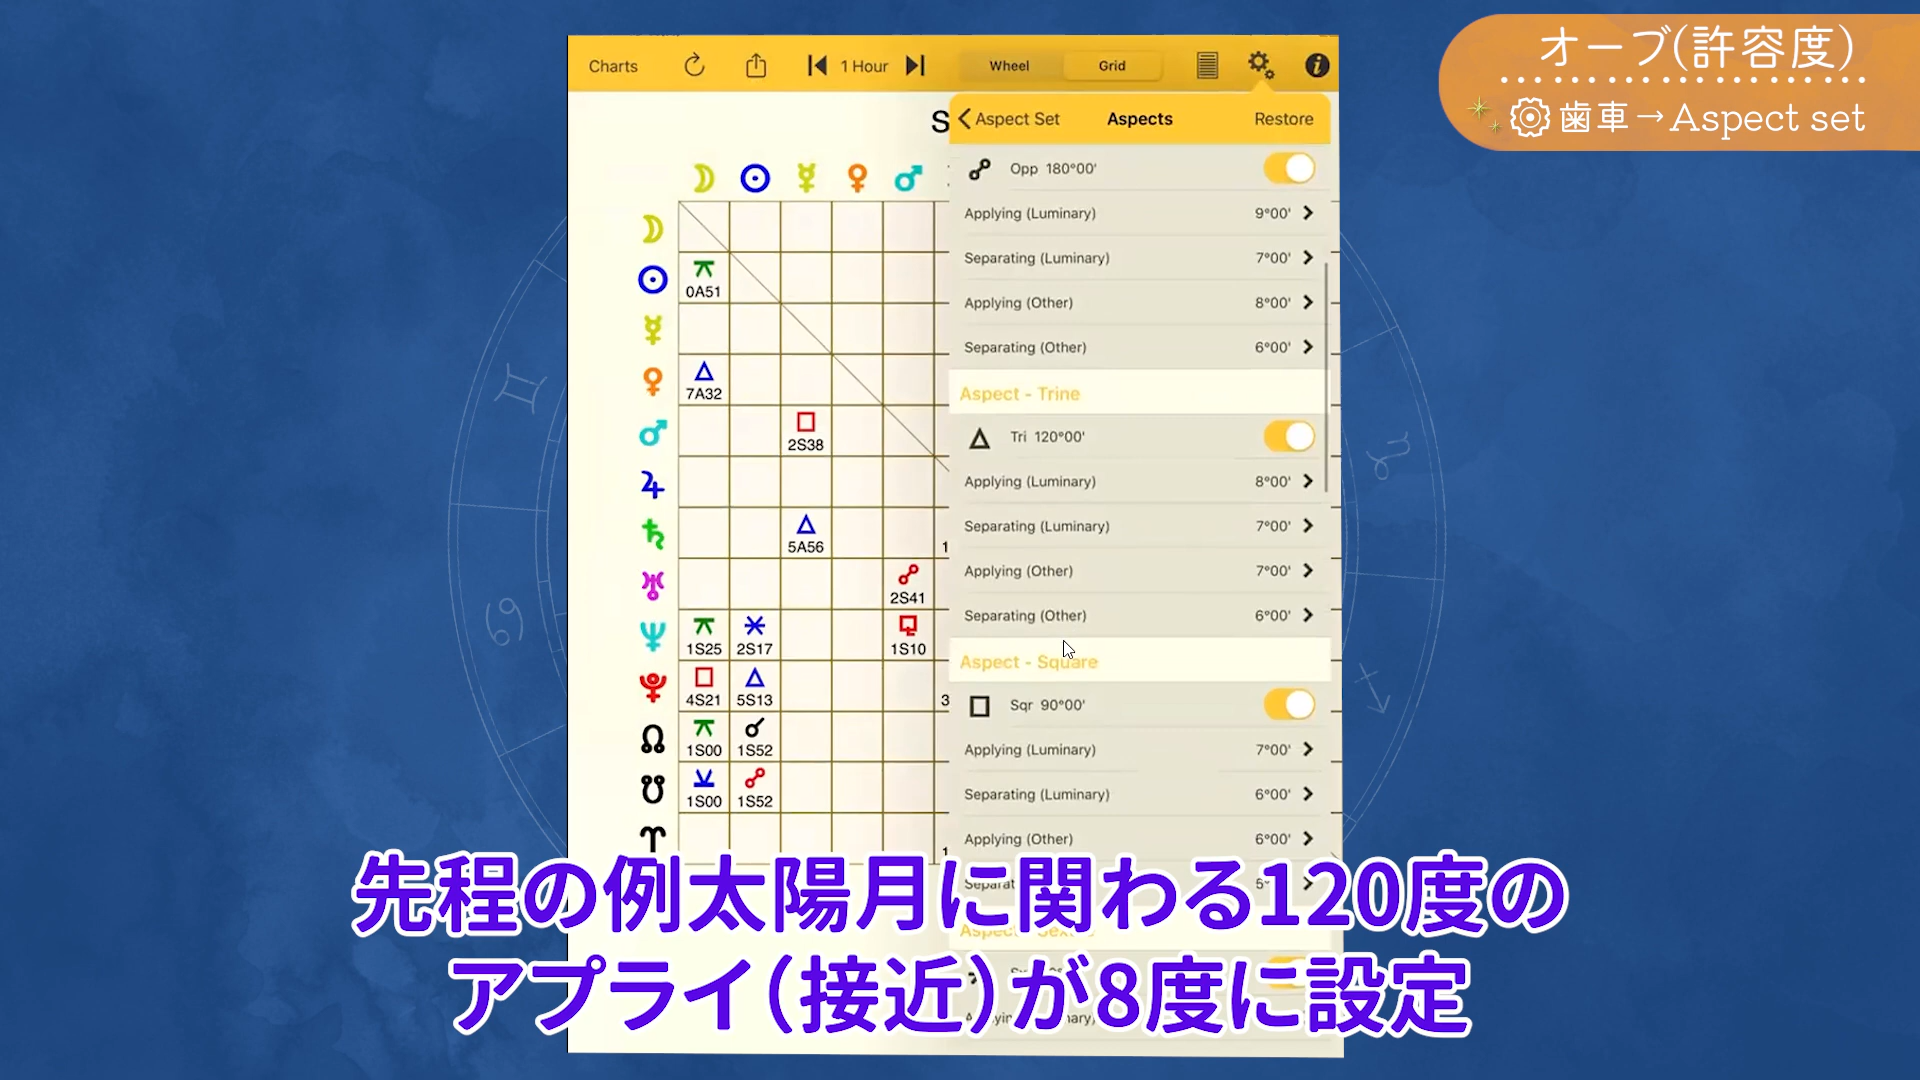 オーブ(許容度)
歯車→Aspect set
Charts
1 Hour
Wheel
Grid
S
Aspect Set
Aspects
Restore
Opp 180°00'
Applying (Luminary) 9°00'
Separating (Luminary) 7°00'
Applying (Other) 8°00'
Separating (Other) 6°00'
Aspect - Trine
Tri 120°00'
Applying (Luminary) 8°00'
Separating (Luminary) 7°00'
Applying (Other) 7°00'
Separating (Other) 6°00'
Aspect - Square
Sqr 90°00'
Applying (Luminary) 7°00'
Separating (Luminary) 6°00'
Applying (Other) 6°00'
0A51
7A32
2S38
5A56
1
2S41
1S25 2S17 1S10
4S21 5S13 3
1S00 1S52
1S00 1S52
1
先程の例太陽月に関わる120度の
アプライ(接近)が8度に設定